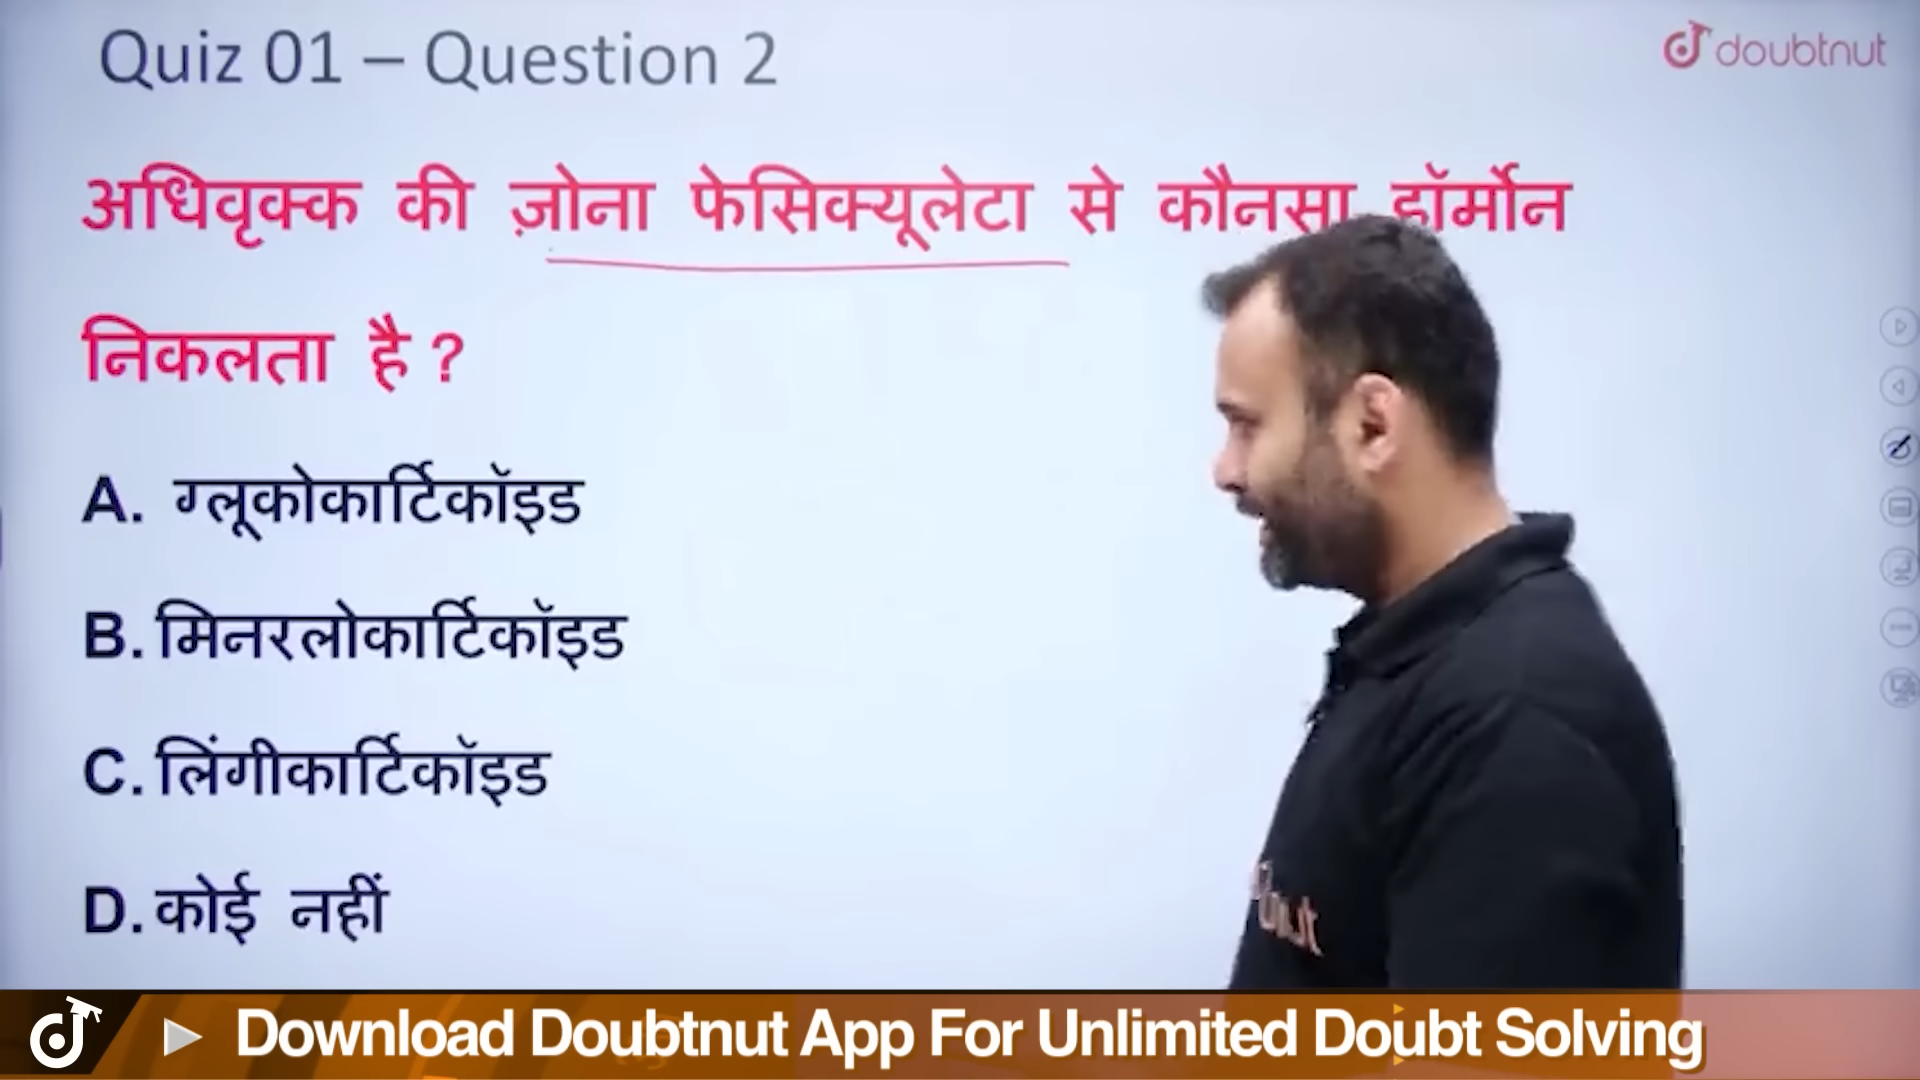 Quiz 01 – Question 2
doubtnut
अधिवृक्क की ज़ोना फेसिक्यूलेटा से कौनसा हॉर्मोन
निकलता है ?
A. ग्लूकोकार्टिकॉइड
B. मिनरलोकार्टिकॉइड
C. लिंगीकार्टिकॉइड
D. कोई नहीं
Download Doubtnut App For Unlimited Doubt Solving